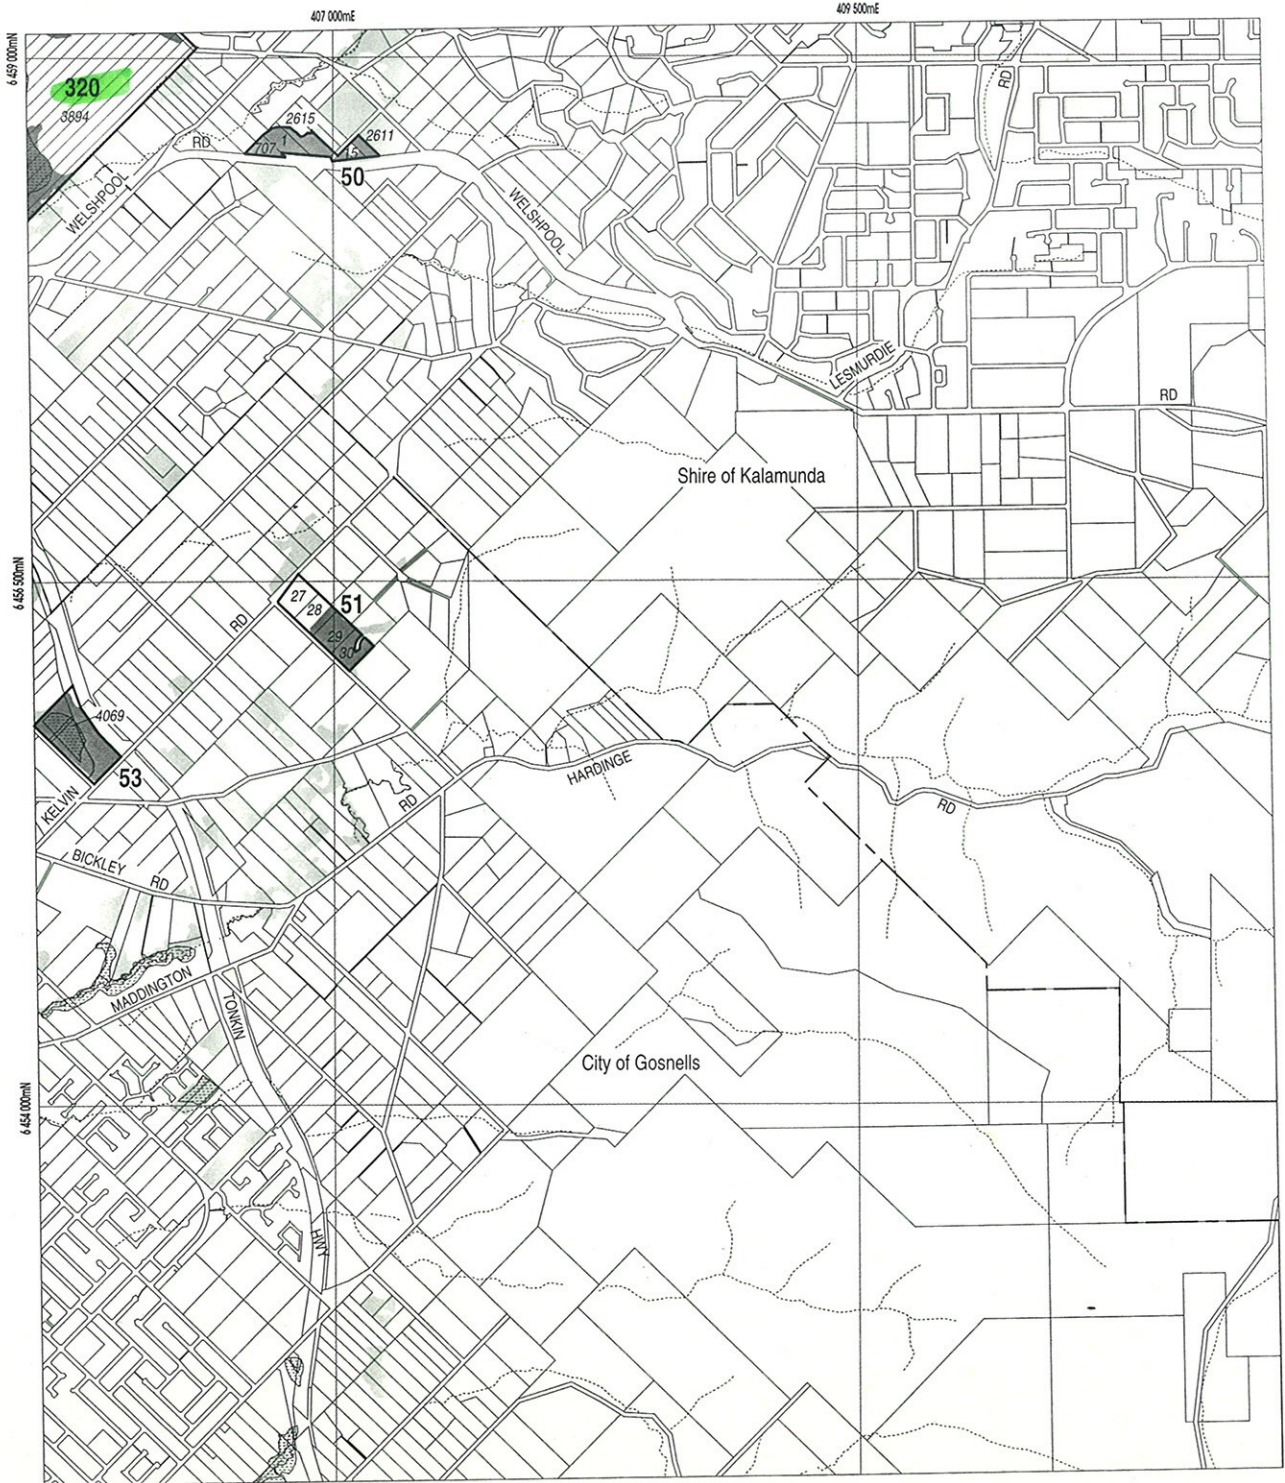 407 000mE
409 500mE
6 459 000mN
320
3894
RD
2615
707
1
2611
15
50
RD
WELSHPOOL
WELSHPOOL
LESMURDIE
RD
Shire of Kalamunda
6 456 500mN
27
28
51
29
30
RD
4069
53
KELVIN
HARDINGE
RD
RD
BICKLEY
RD
MADDINGTON
TONKIN
City of Gosnells
6 454 000mN
HWY